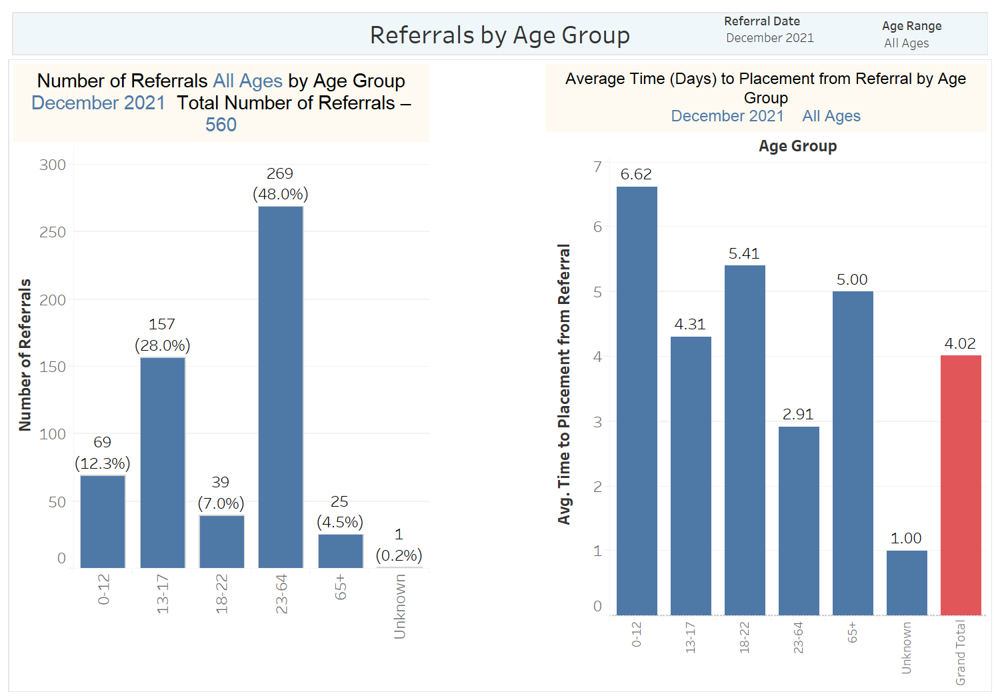 Referrals by Age Group
Referral Date
December 2021
Age Range
All Ages
Number of Referrals All Ages by Age Group
December 2021 Total Number of Referrals –
560
Number of Referrals
300
250
200
150
100
50
0
69
(12.3%)
157
(28.0%)
39
(7.0%)
269
(48.0%)
25
(4.5%)
1
(0.2%)
0-12
13-17
18-22
23-64
65+
Unknown
Average Time (Days) to Placement from Referral by Age
Group
December 2021 All Ages
Age Group
Avg. Time to Placement from Referral
7
6
5
4
3
2
1
0
6.62
4.31
5.41
2.91
5.00
1.00
4.02
0-12
13-17
18-22
23-64
65+
Unknown
Grand Total